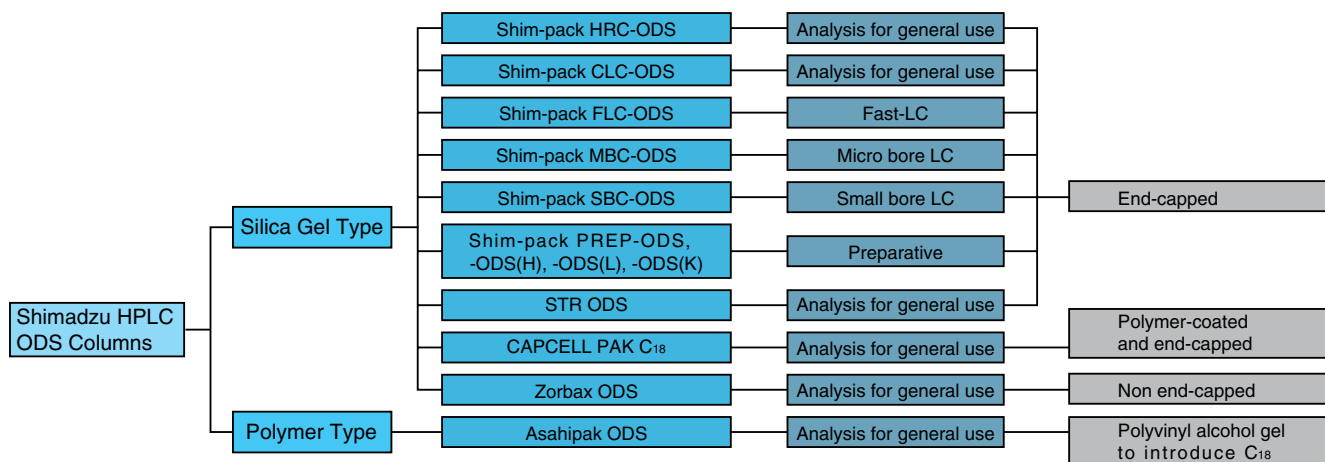 Shim-pack HRC-ODS
Analysis for general use
Shim-pack CLC-ODS
Analysis for general use
Shim-pack FLC-ODS
Fast-LC
Shim-pack MBC-ODS
Micro bore LC
Shim-pack SBC-ODS
Small bore LC
End-capped
Silica Gel Type
Shim-pack PREP-ODS,
-ODS(H), -ODS(L), -ODS(K)
Preparative
STR ODS
Analysis for general use
Shimadzu HPLC
ODS Columns
CAPCELL PAK C18
Analysis for general use
Polymer-coated
and end-capped
Zorbax ODS
Analysis for general use
Non end-capped
Polymer Type
Asahipak ODS
Analysis for general use
Polyvinyl alcohol gel
to introduce C18